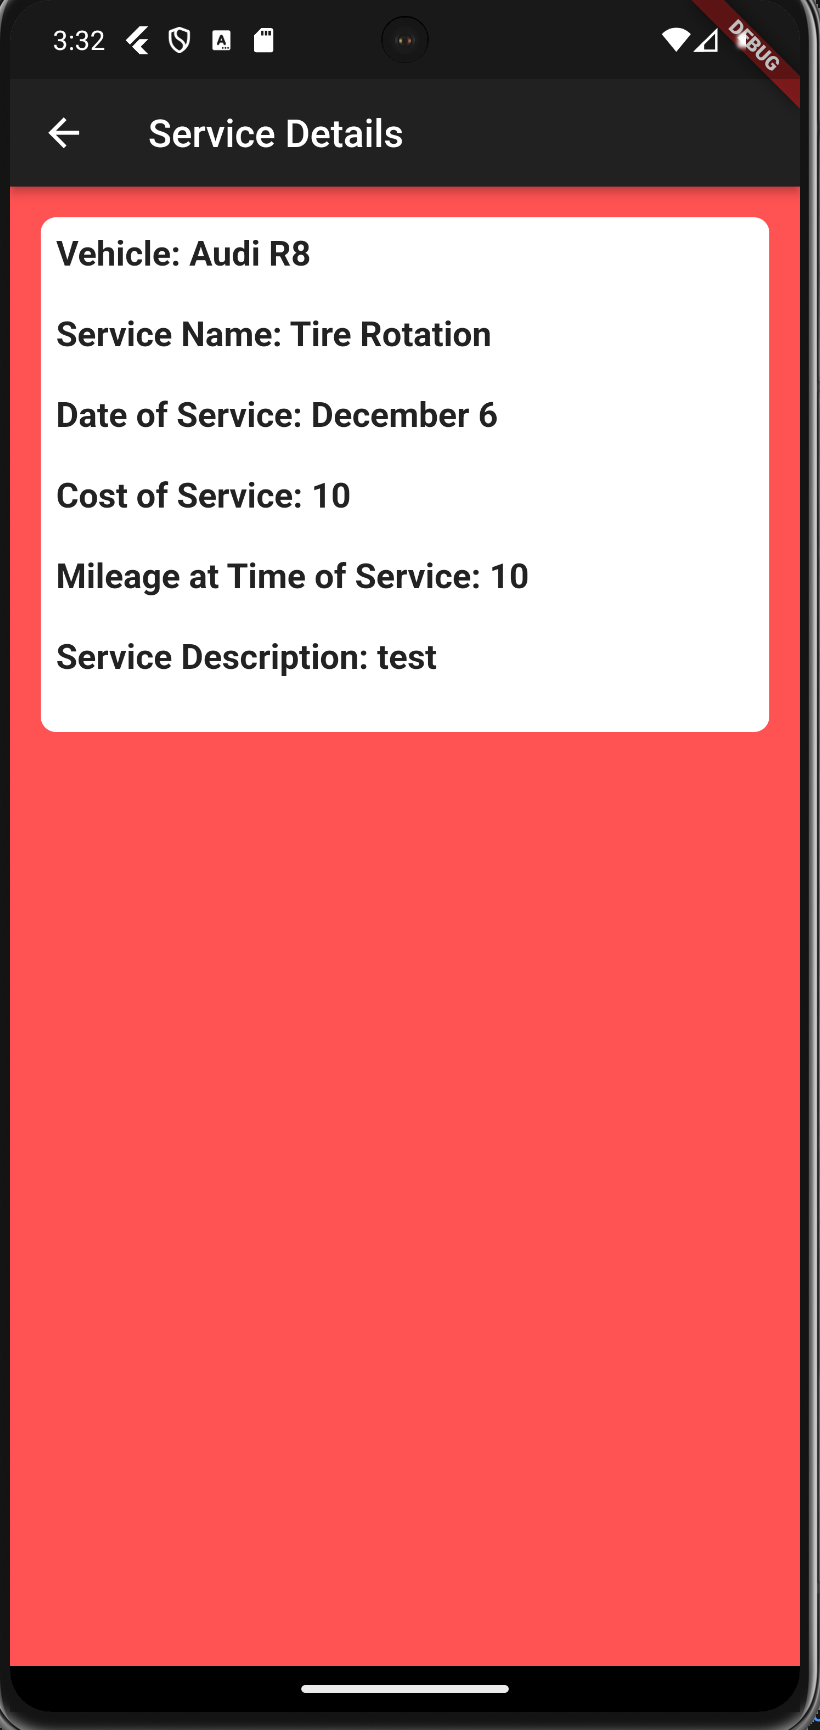 3:32
A
DEBUG
Service Details
Vehicle: Audi R8
Service Name: Tire Rotation
Date of Service: December 6
Cost of Service: 10
Mileage at Time of Service: 10
Service Description: test